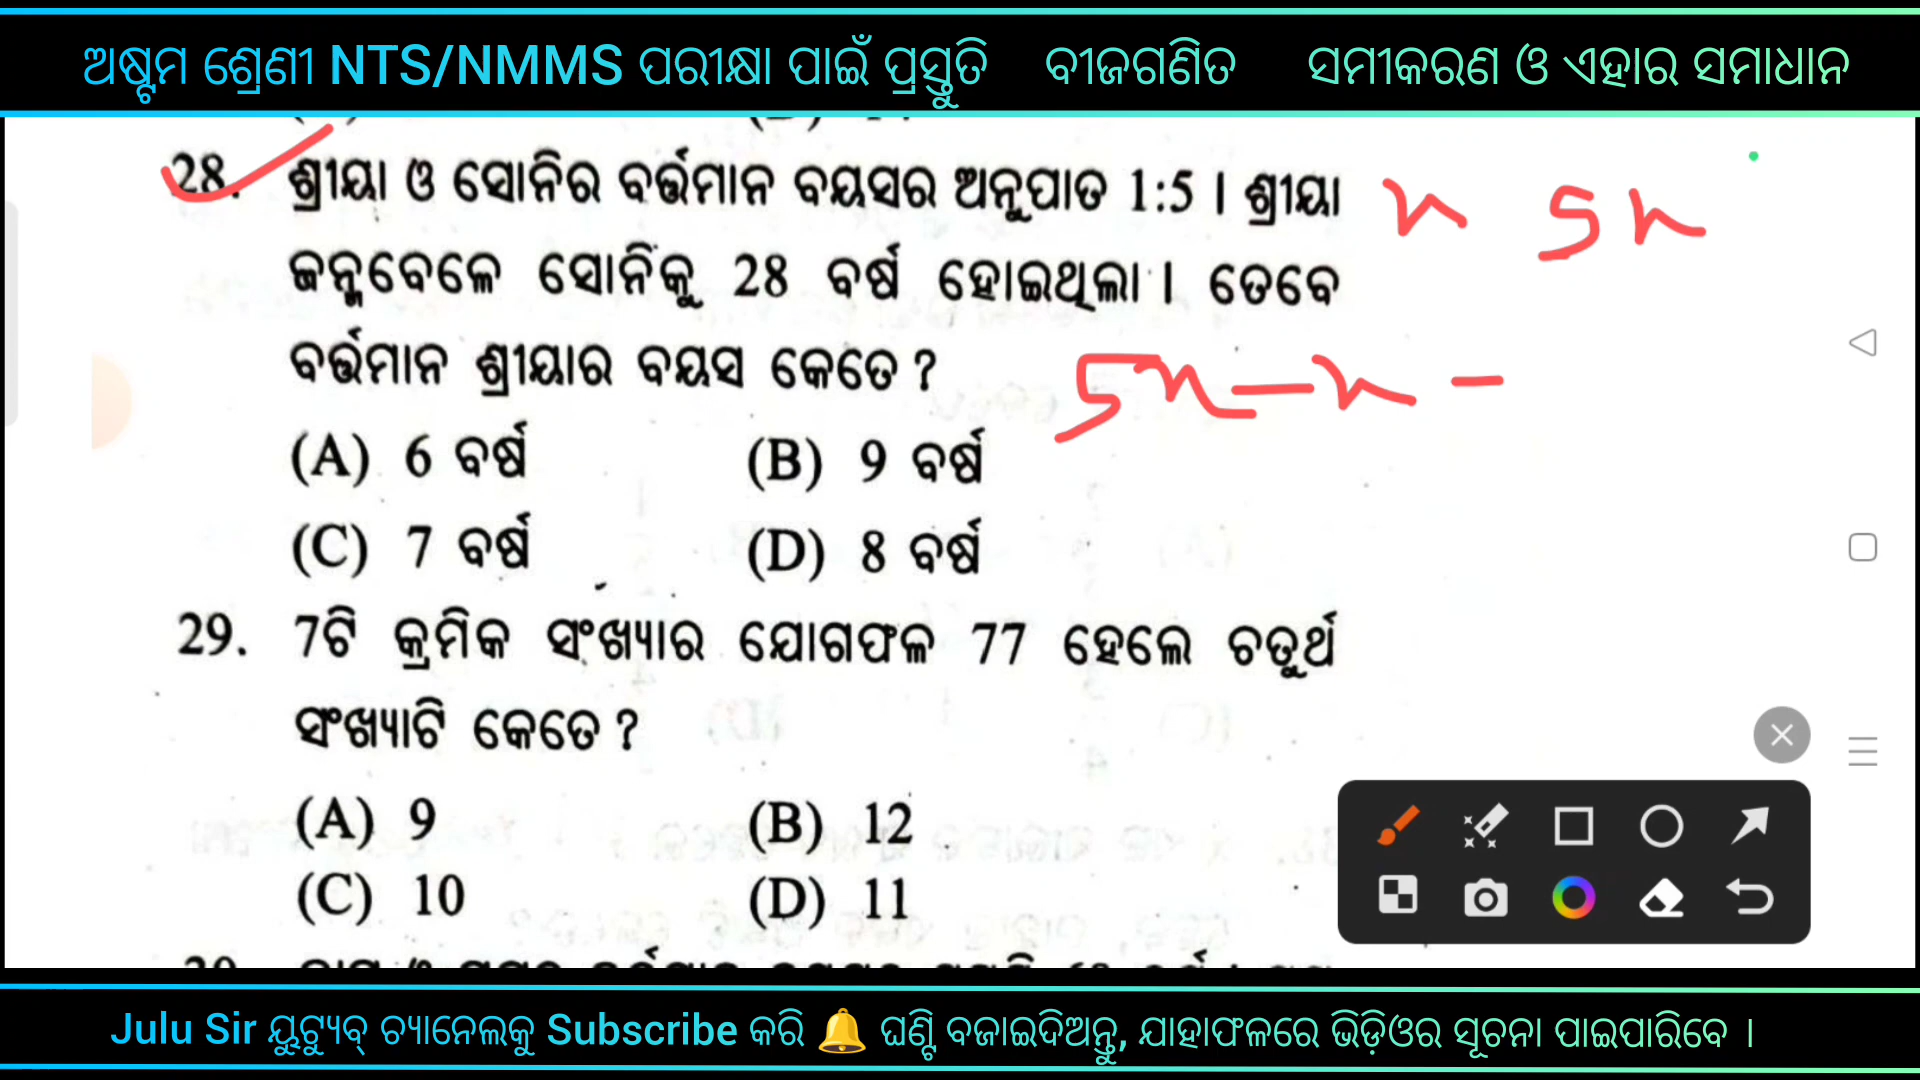 ଅଷ୍ଟମ ଶ୍ରେଣୀ NTS/NMMS ପରୀକ୍ଷା ପାଇଁ ପ୍ରସ୍ତୁତି ବୀଜଗଣିତ ସମୀକରଣ ଓ ଏହାର ସମାଧାନ
28. ଶ୍ରୀୟା ଓ ସୋନିର ବର୍ତ୍ତମାନ ବୟସର ଅନୁପାତ 1:5 । ଶ୍ରୀୟା x 5x
ଜନ୍ମବେଳେ ସୋନିକୁ 28 ବର୍ଷ ହୋଇଥିଲା । ତେବେ
ବର୍ତ୍ତମାନ ଶ୍ରୀୟାର ବୟସ କେତେ ? 5x – x –
(A) 6 ବର୍ଷ (B) 9 ବର୍ଷ
(C) 7 ବର୍ଷ (D) 8 ବର୍ଷ
29. 7ଟି କ୍ରମିକ ସଂଖ୍ୟାର ଯୋଗଫଳ 77 ହେଲେ ଚତୁର୍ଥ
ସଂଖ୍ୟାଟି କେତେ ?
(A) 9 (B) 12
(C) 10 (D) 11
Julu Sir ୟୁଟ୍ୟୁବ୍ ଚ୍ୟାନେଲକୁ Subscribe କରି 🔔 ଘଣ୍ଟି ବଜାଇଦିଅନ୍ତୁ, ଯାହାଫଳରେ ଭିଡ଼ିଓର ସୂଚନା ପାଇପାରିବେ ।